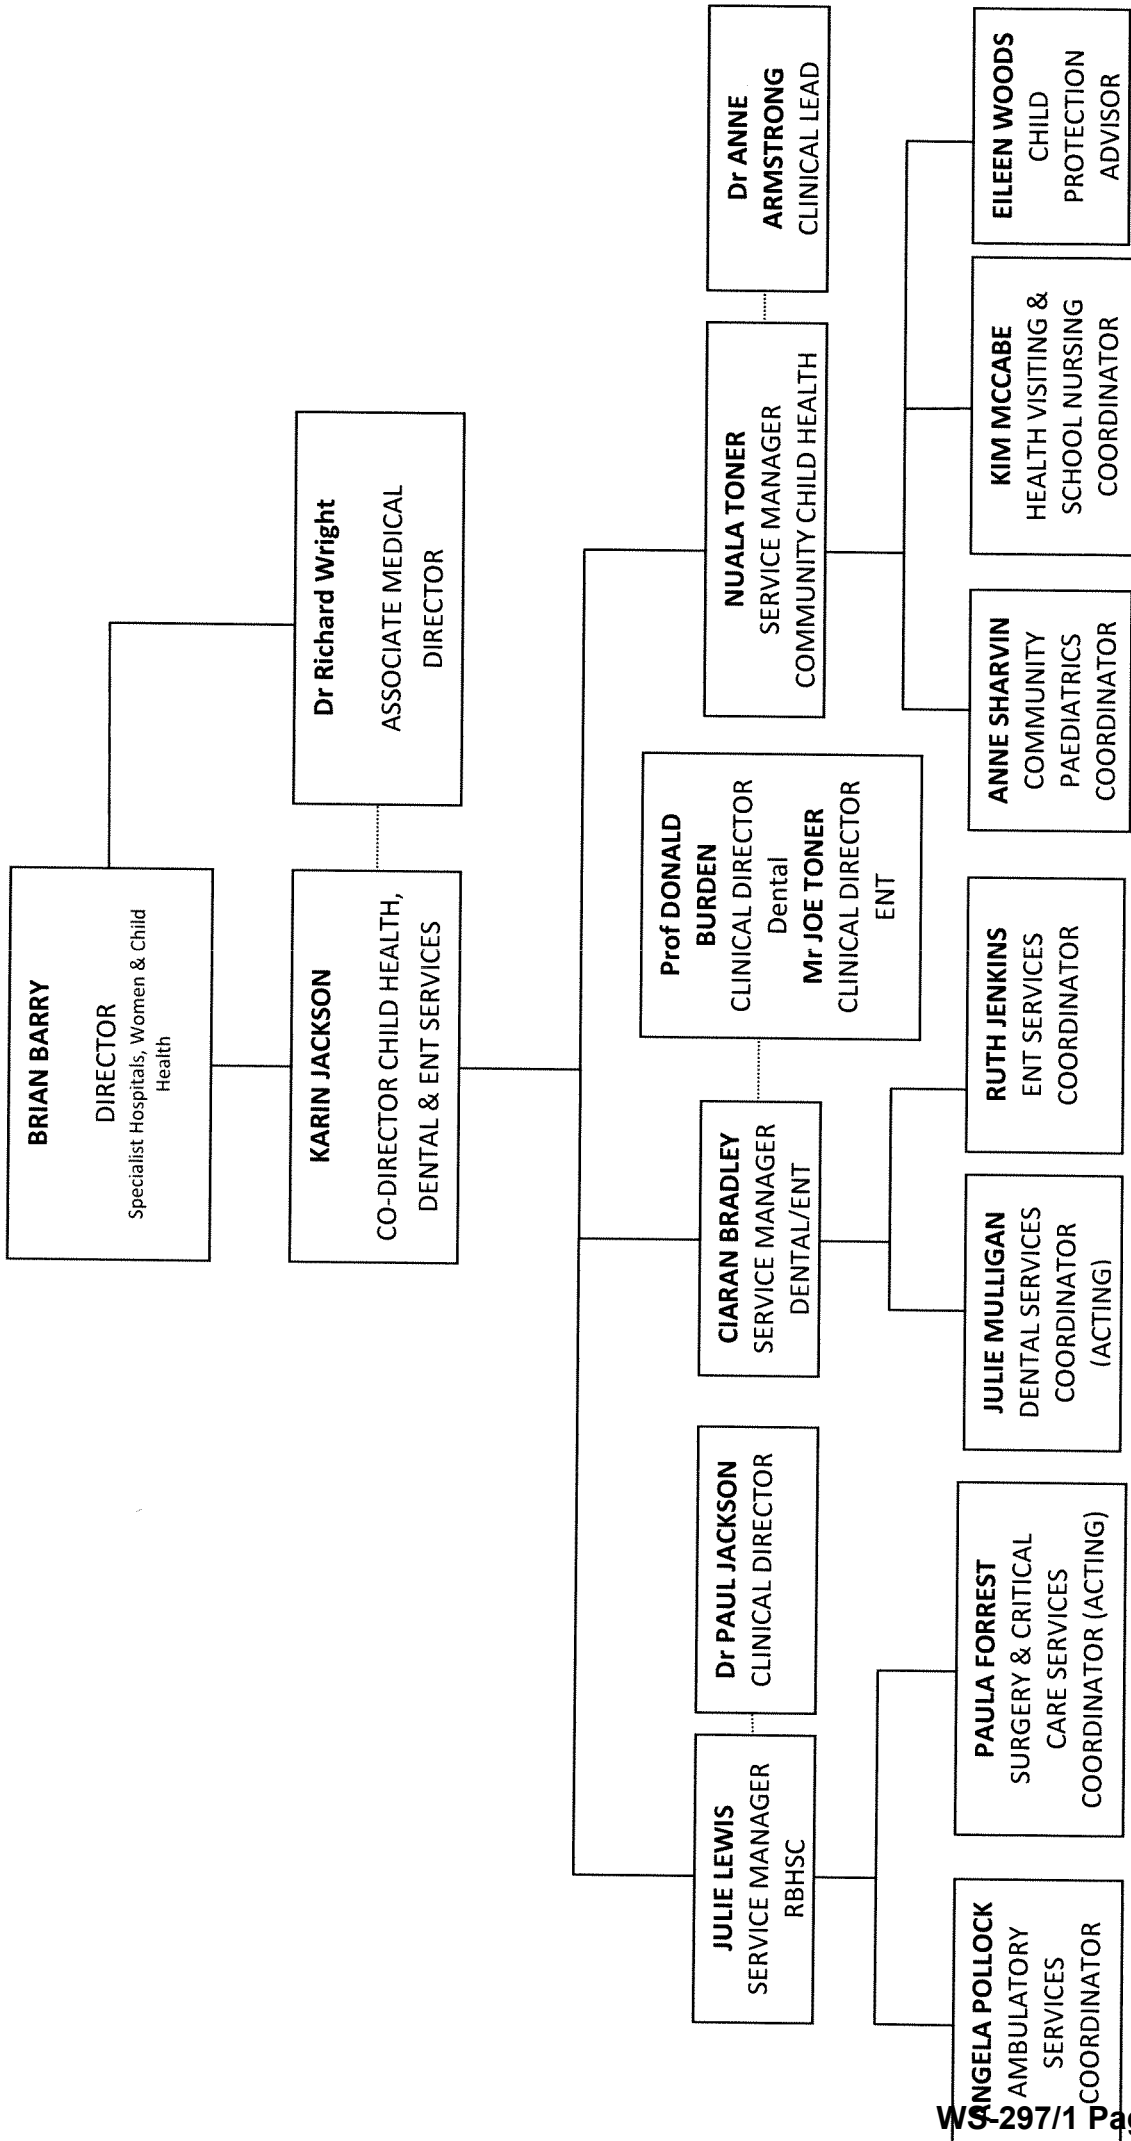 BRIAN BARRY
DIRECTOR
Specialist Hospitals, Women & Child
Health
KARIN JACKSON
CO-DIRECTOR CHILD HEALTH,
DENTAL & ENT SERVICES
Dr Richard Wright
ASSOCIATE MEDICAL
DIRECTOR
JULIE LEWIS
SERVICE MANAGER
RBHSC
Dr PAUL JACKSON
CLINICAL DIRECTOR
CIARAN BRADLEY
SERVICE MANAGER
DENTAL/ENT
Prof DONALD
BURDEN
CLINICAL DIRECTOR
Dental
Mr JOE TONER
CLINICAL DIRECTOR
ENT
NUALA TONER
SERVICE MANAGER
COMMUNITY CHILD HEALTH
Dr ANNE
ARMSTRONG
CLINICAL LEAD
ANGELA POLLOCK
AMBULATORY
SERVICES
COORDINATOR
PAULA FORREST
SURGERY & CRITICAL
CARE SERVICES
COORDINATOR (ACTING)
JULIE MULLIGAN
DENTAL SERVICES
COORDINATOR
(ACTING)
RUTH JENKINS
ENT SERVICES
COORDINATOR
ANNE SHARVIN
COMMUNITY
PAEDIATRICS
COORDINATOR
KIM MCCABE
HEALTH VISITING &
SCHOOL NURSING
COORDINATOR
EILEEN WOODS
CHILD
PROTECTION
ADVISOR
WS-297/1 Pag